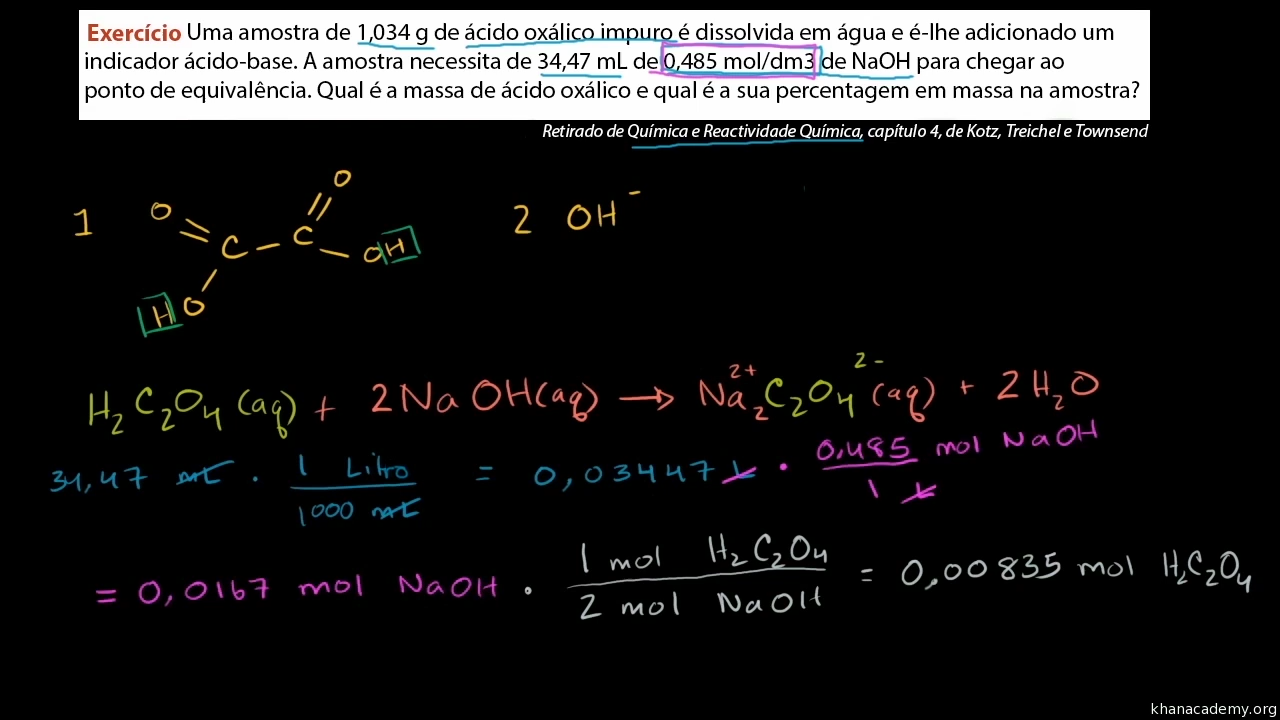 Exercício Uma amostra de 1,034 g de ácido oxálico impuro é dissolvida em água e é-lhe adicionado um
indicador ácido-base. A amostra necessita de 34,47 mL de 0,485 mol/dm3 de NaOH para chegar ao
ponto de equivalência. Qual é a massa de ácido oxálico e qual é a sua percentagem em massa na amostra?
Retirado de Química e Reactividade Química, capítulo 4, de Kotz, Treichel e Townsend
1 O = C - C = O OH HO 2 OH⁻
H₂C₂O₄ (aq) + 2 NaOH(aq) → Na₂²⁺C₂O₄²⁻ (aq) + 2 H₂O
34,47 mL · 1 Litro / 1000 mL = 0,03447 L · 0,485 mol NaOH / 1 L
= 0,0167 mol NaOH · 1 mol H₂C₂O₄ / 2 mol NaOH = 0,00835 mol H₂C₂O₄
khanacademy.org